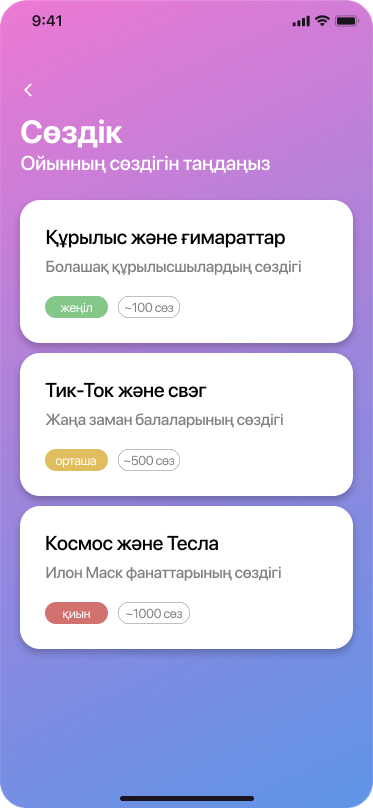 9:41
Сөздік
Ойынның сөздігін таңдаңыз
Құрылыс және ғимараттар
Болашақ құрылысшылардың сөздігі
жеңіл ~100 сөз
Тик-Ток және свэг
Жаңа заман балаларының сөздігі
орташа ~500 сөз
Космос және Тесла
Илон Маск фанаттарының сөздігі
қиын ~1000 сөз